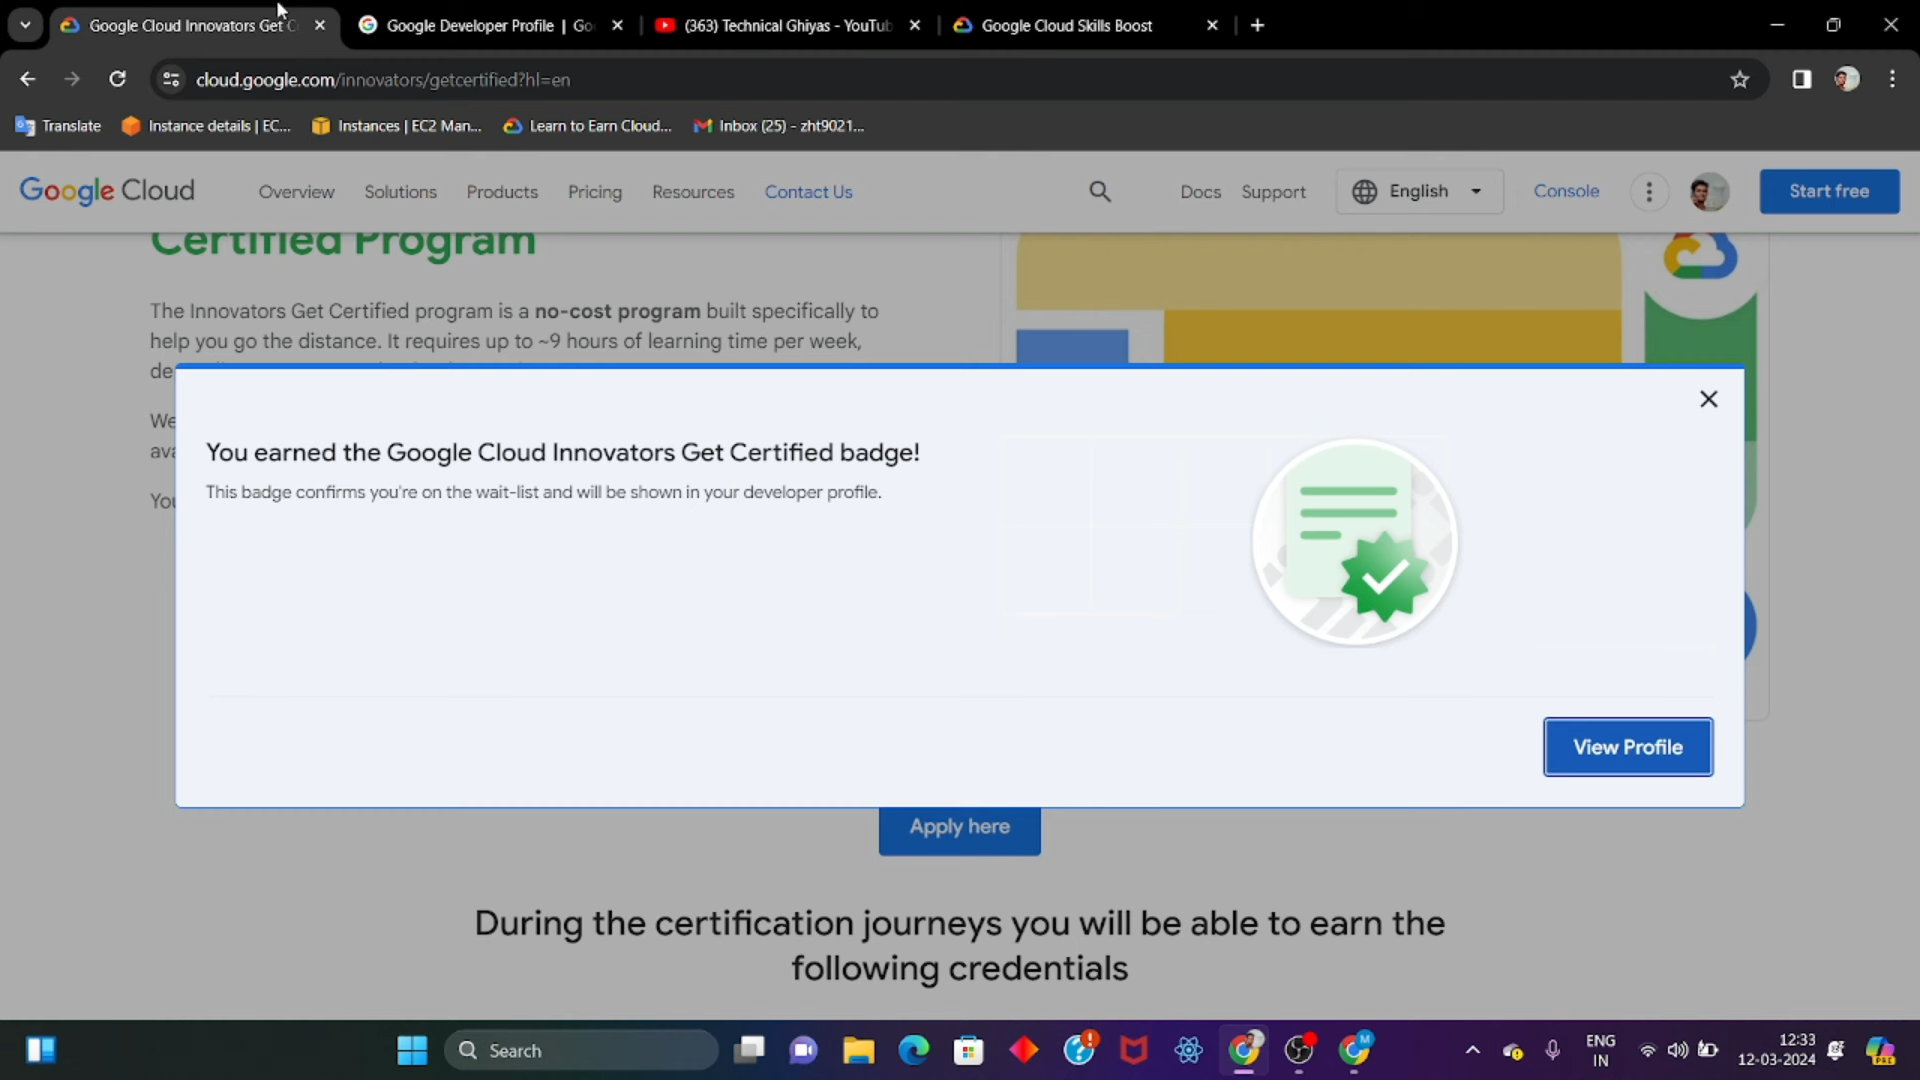 Google Cloud Innovators Get C
Google Developer Profile | Go
(363) Technical Ghiyas - YouTub
Google Cloud Skills Boost
cloud.google.com/innovators/getcertified?hl=en
Translate
Instance details | EC...
Instances | EC2 Man...
Learn to Earn Cloud...
Inbox (25) - zht9021...
Google Cloud
Overview
Solutions
Products
Pricing
Resources
Contact Us
Docs
Support
English
Console
Start free
Certified Program
The Innovators Get Certified program is a no-cost program built specifically to
help you go the distance. It requires up to ~9 hours of learning time per week,
de
We
ava
You
You earned the Google Cloud Innovators Get Certified badge!
This badge confirms you're on the wait-list and will be shown in your developer profile.
View Profile
Apply here
During the certification journeys you will be able to earn the
following credentials
Search
ENG
IN
12:33
12-03-2024